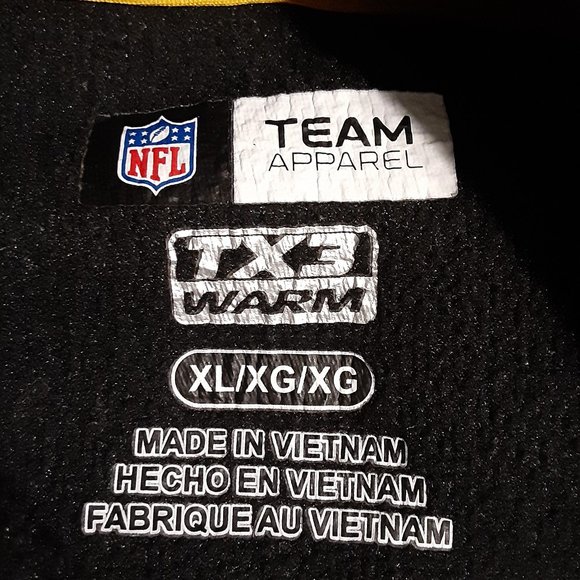 NFL
TEAM
APPAREL
TX3
WARM
XL/XG/XG
MADE IN VIETNAM
HECHO EN VIETNAM
FABRIQUE AU VIETNAM